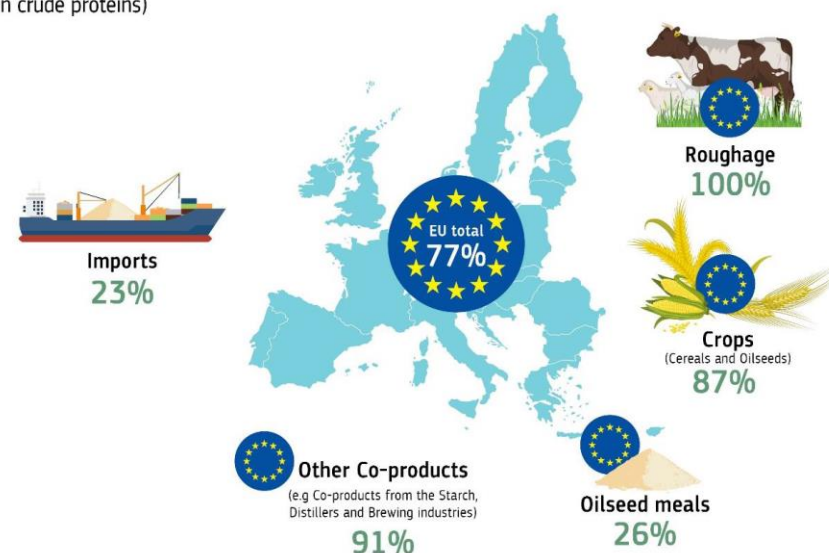 n crude proteins)
Roughage
100%
EU total
77%
Imports
23%
Crops
(Cereals and Oilseeds)
87%
Other Co-products
(e.g Co-products from the Starch,
Distillers and Brewing industries)
91%
Oilseed meals
26%